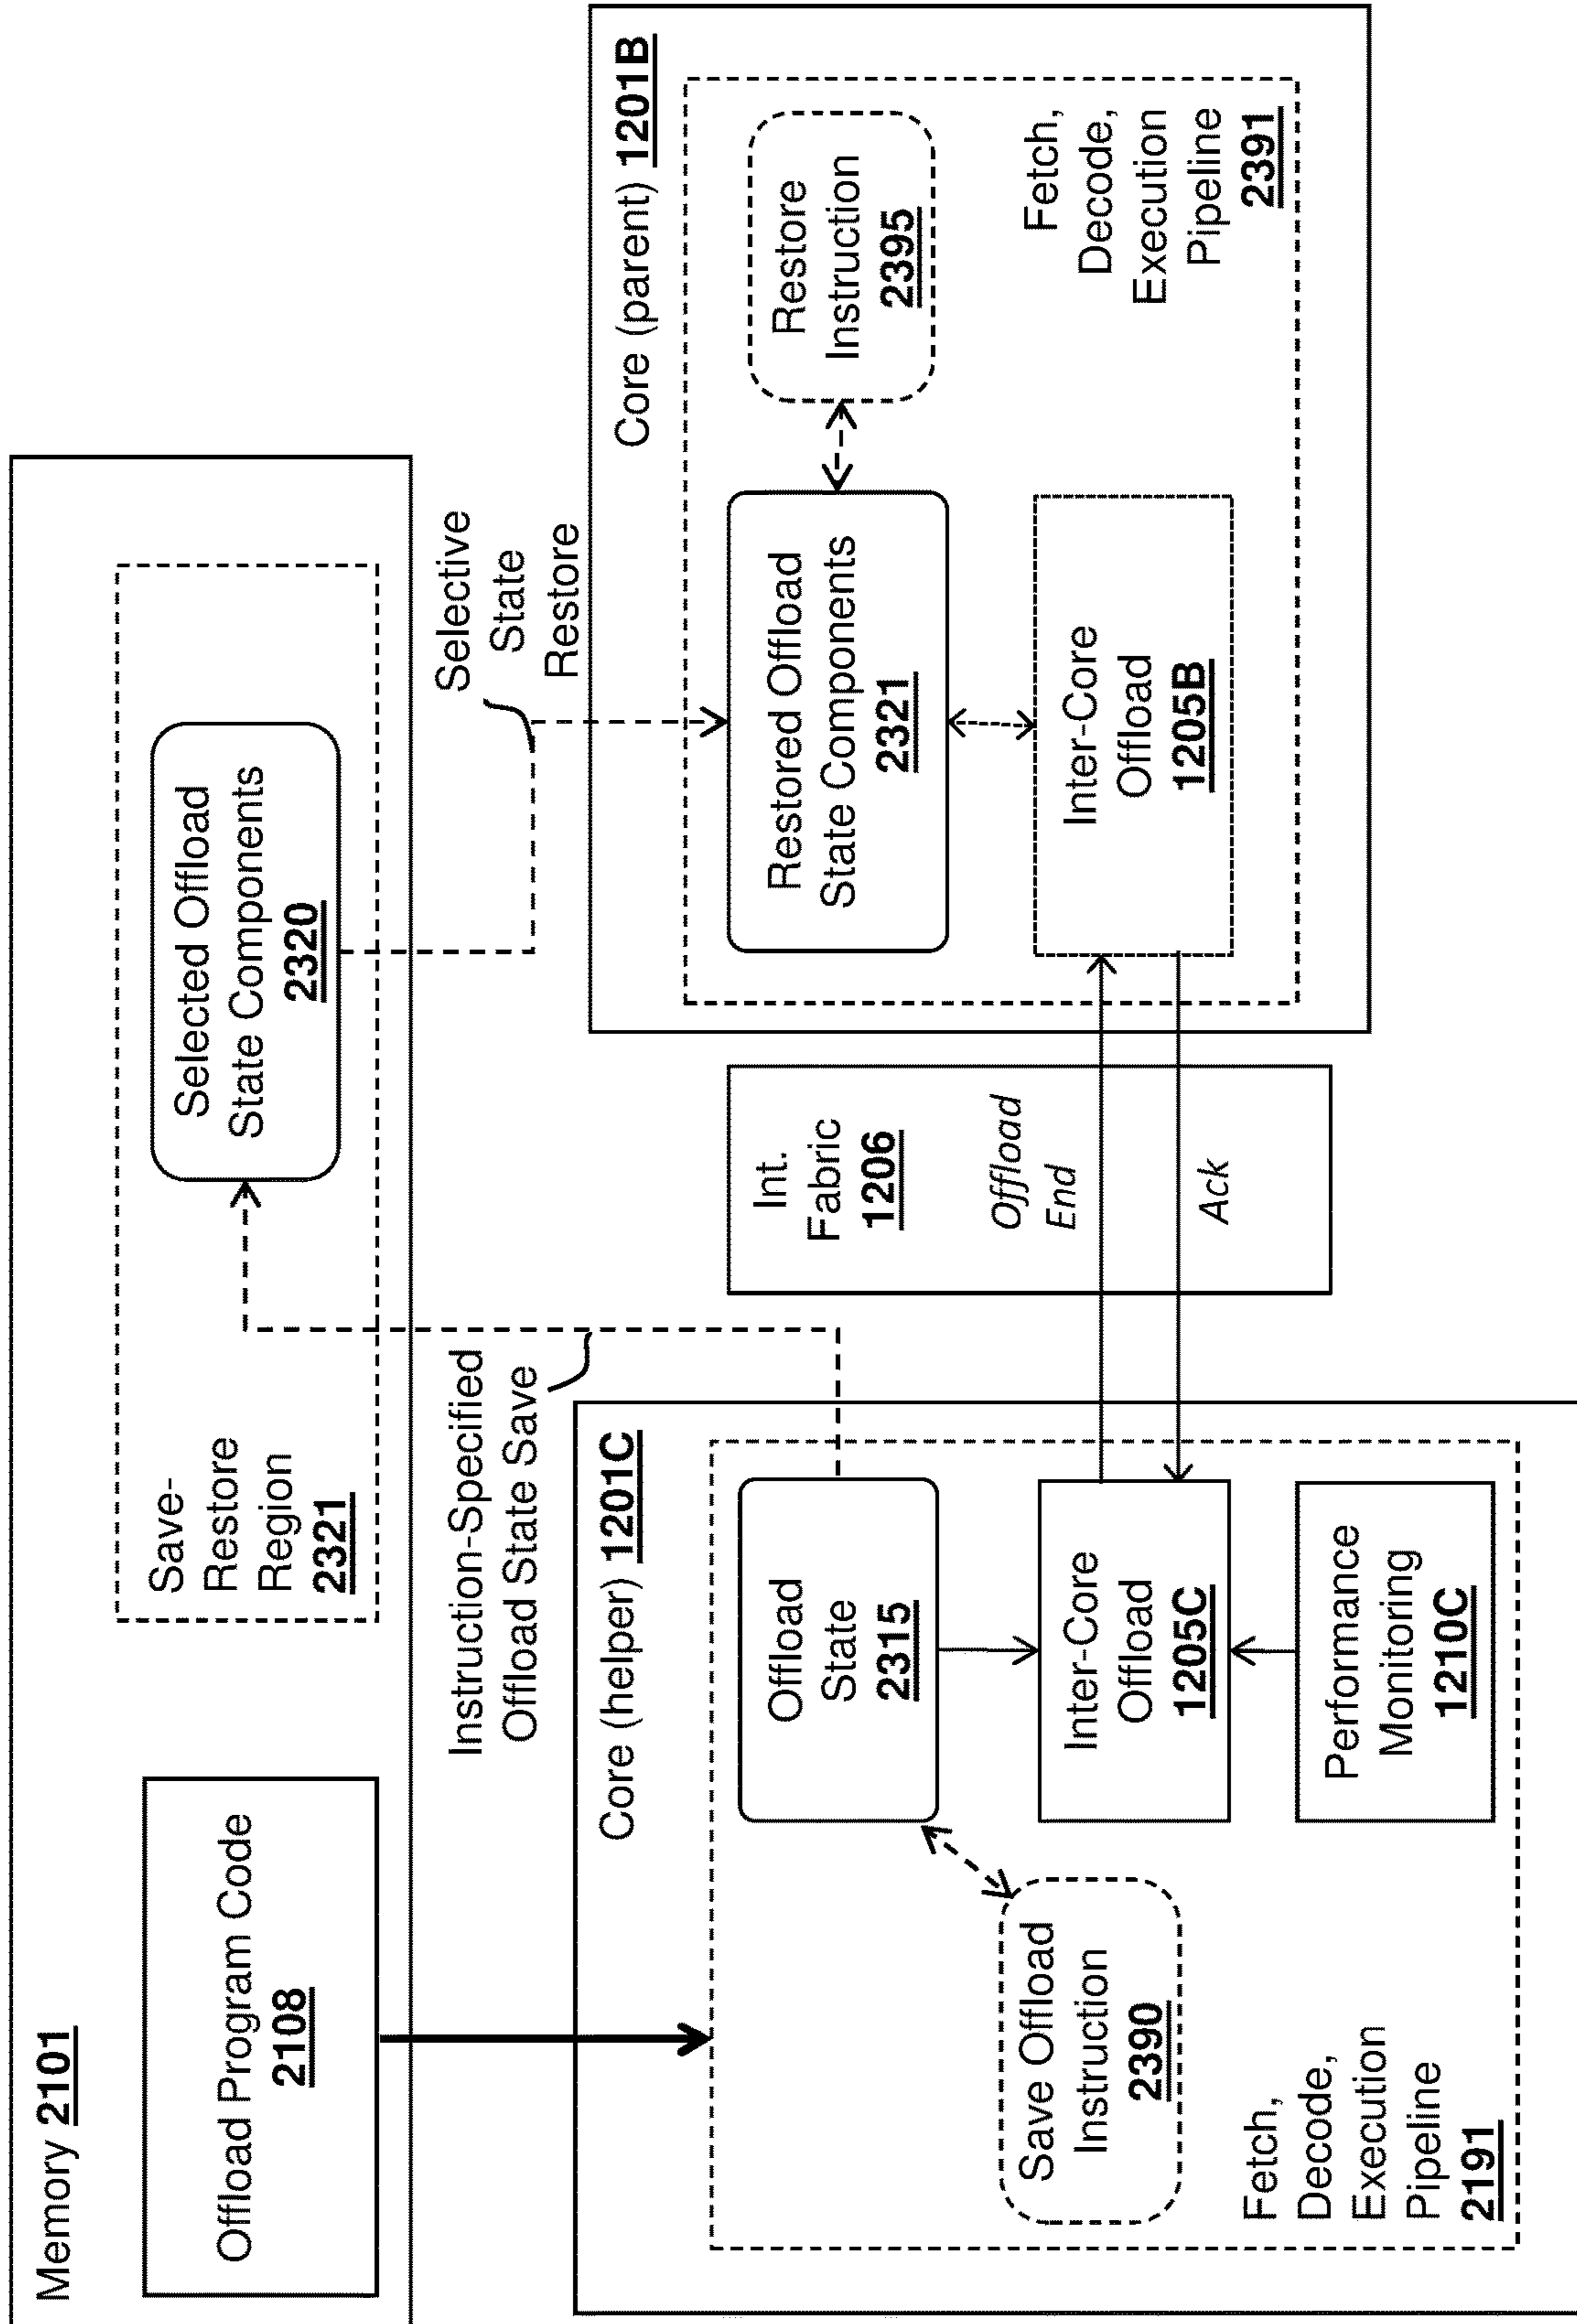 Memory 2101
Offload Program Code
2108
Save-
Restore
Region
2321
Selected Offload
State Components
2320
Instruction-Specified
Offload State Save
Selective
State
Restore
Core (helper) 1201C
Offload
State
2315
Save Offload
Instruction
2390
Inter-Core
Offload
1205C
Performance
Monitoring
1210C
Fetch,
Decode,
Execution
Pipeline
2191
Int.
Fabric
1206
Offload
End
Ack
Core (parent) 1201B
Restored Offload
State Components
2321
Restore
Instruction
2395
Inter-Core
Offload
1205B
Fetch,
Decode,
Execution
Pipeline
2391